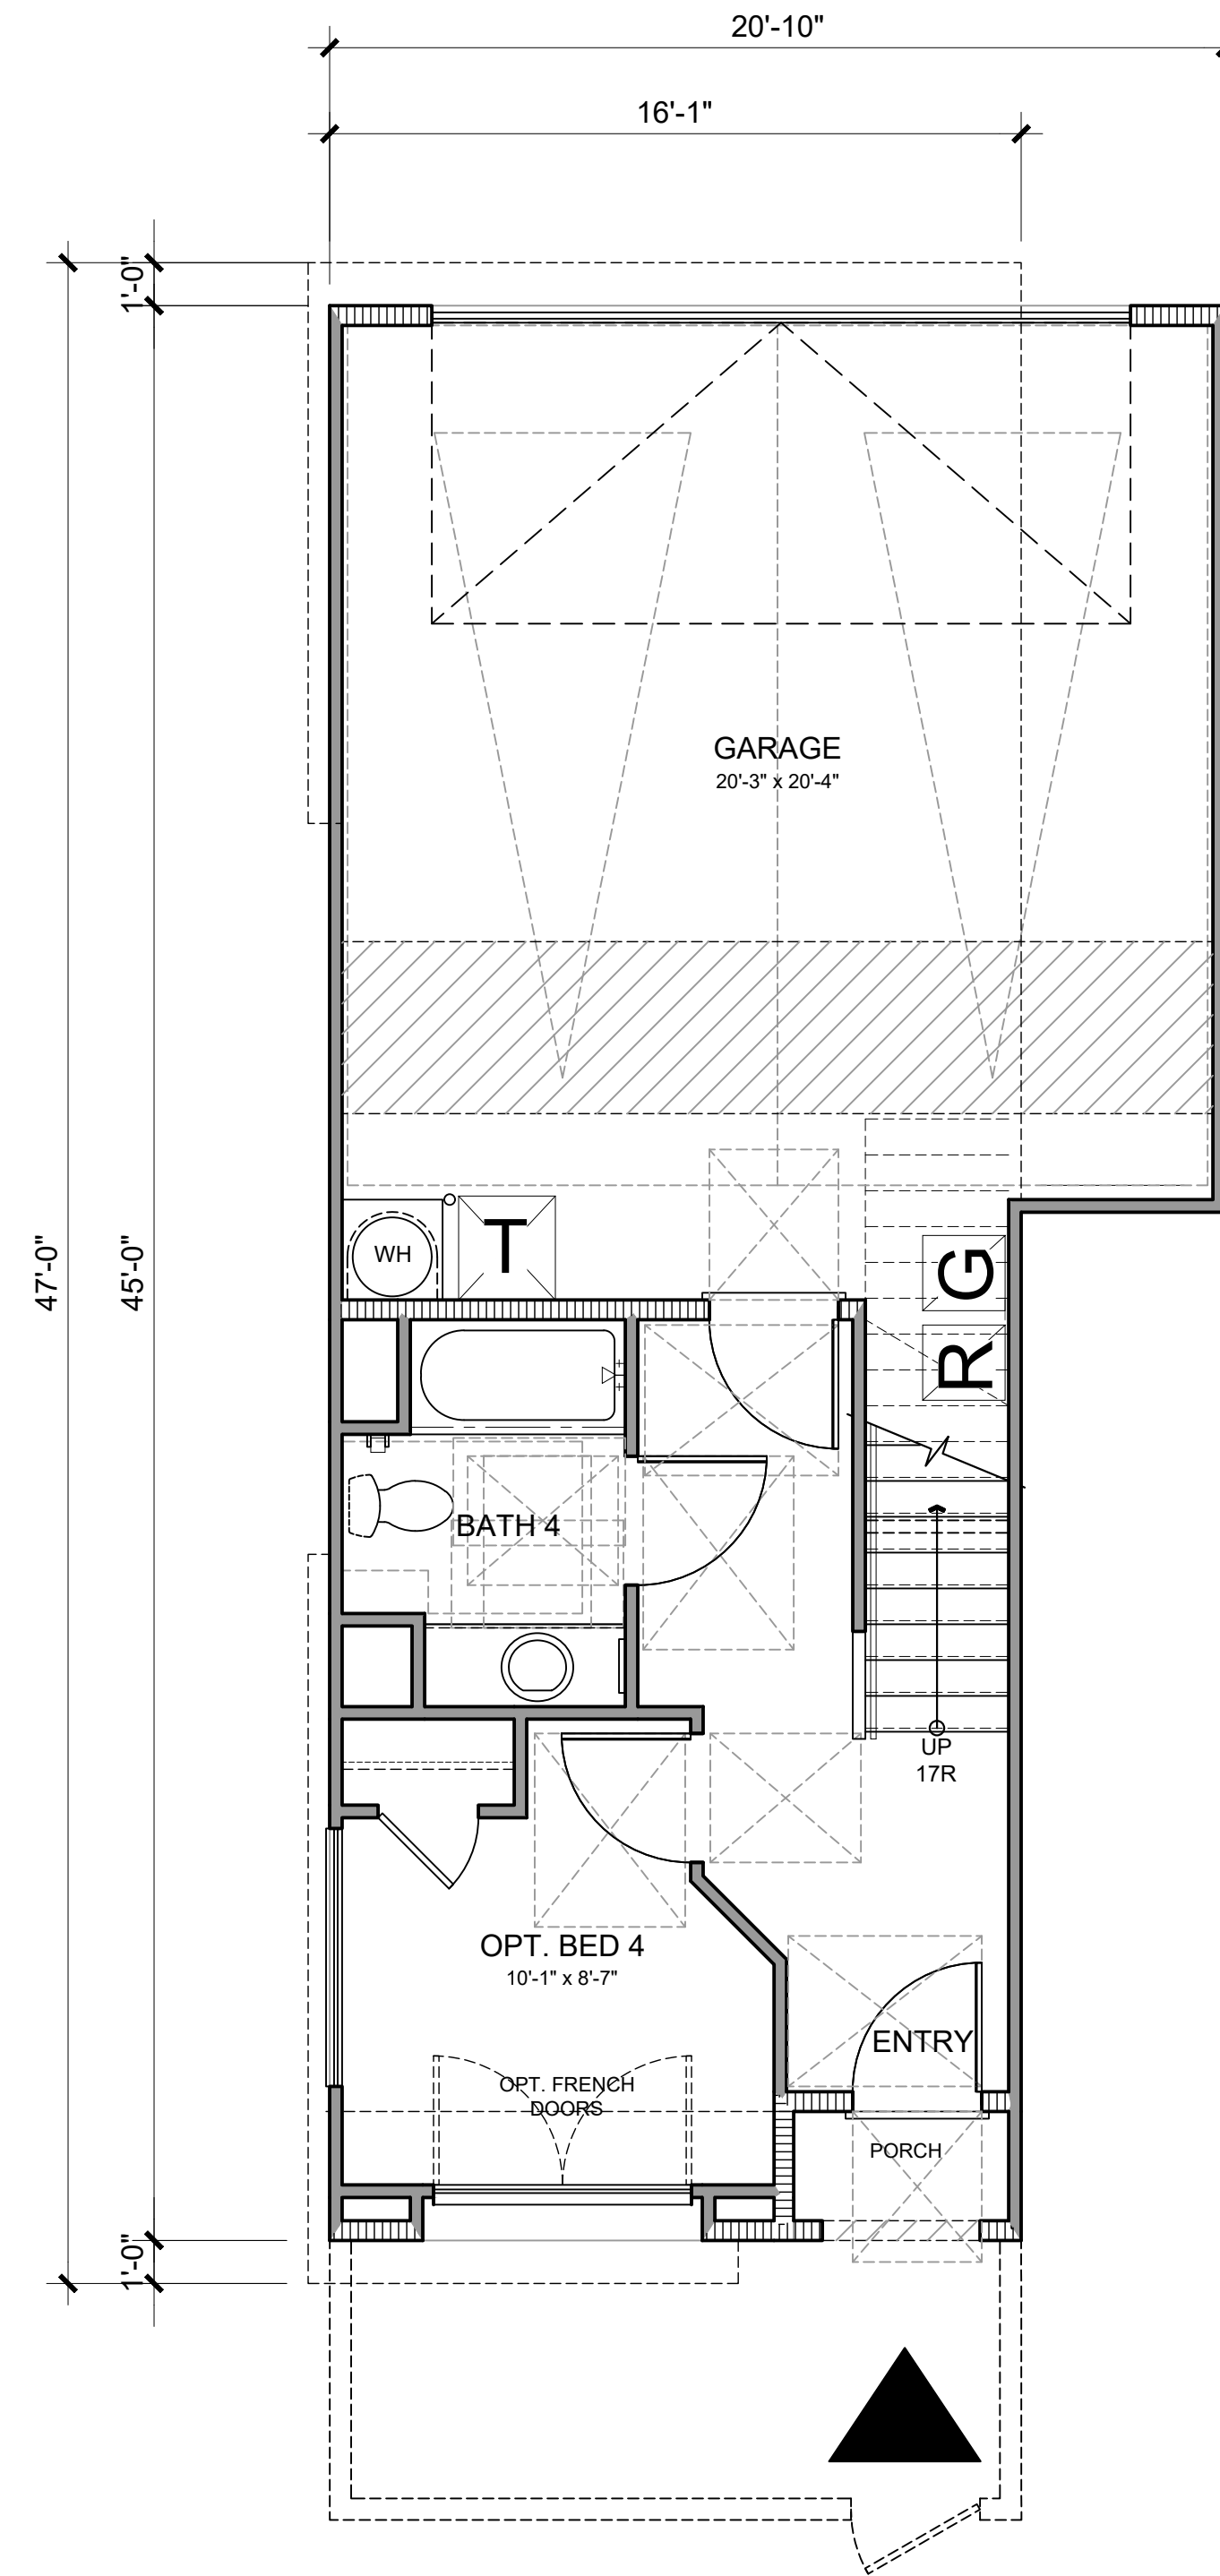 20'-10"
16'-1"
1'-0"
GARAGE
20'-3" x 20'-4"
47'-0"
45'-0"
WH
T
G
R
BATH 4
UP
17R
OPT. BED 4
10'-1" x 8'-7"
ENTRY
OPT. FRENCH
DOORS
PORCH
1'-0"